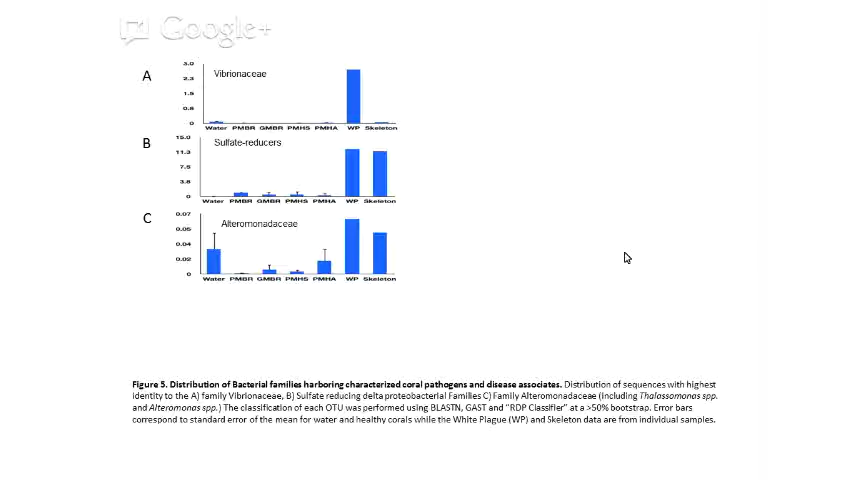 Google+
A
3.0
Vibrionaceae
2.3
1.5
0.8
0
Water PMBR GMBR PMHS PMHA WP Skeleton
B
15.0
Sulfate-reducers
11.3
7.5
3.8
0
Water PMBR GMBR PMHS PMHA WP Skeleton
C
0.07
Alteromonadaceae
0.05
0.04
0.02
0
Water PMBR GMBR PMHS PMHA WP Skeleton
Figure 5. Distribution of Bacterial families harboring characterized coral pathogens and disease associates. Distribution of sequences with highest
identity to the A) family Vibrionaceae, B) Sulfate reducing delta proteobacterial Families C) Family Alteromonadaceae (including Thalassomonas spp.
and Alteromonas spp.) The classification of each OTU was performed using BLASTN, GAST and “RDP Classifier” at a >50% bootstrap. Error bars
correspond to standard error of the mean for water and healthy corals while the White Plague (WP) and Skeleton data are from individual samples.